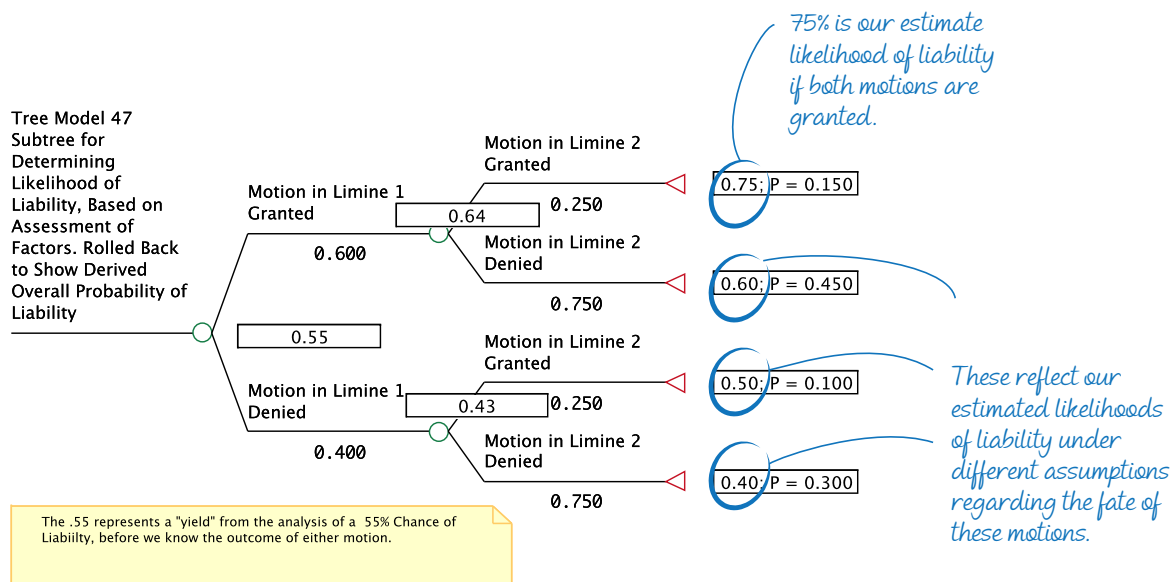 75% is our estimate
likelihood of liability
if both motions are
granted.
Tree Model 47
Subtree for
Determining
Likelihood of
Liability, Based on
Assessment of
Factors. Rolled Back
to Show Derived
Overall Probability of
Liability
Motion in Limine 1
Granted
0.600
0.64
Motion in Limine 2
Granted
0.250
0.75; P = 0.150
Motion in Limine 2
Denied
0.750
0.60; P = 0.450
0.55
Motion in Limine 1
Denied
0.400
0.43
Motion in Limine 2
Granted
0.250
0.50; P = 0.100
Motion in Limine 2
Denied
0.750
0.40; P = 0.300
These reflect our
estimated likelihoods
of liability under
different assumptions
regarding the fate of
these motions.
The .55 represents a "yield" from the analysis of a 55% Chance of
Liabiilty, before we know the outcome of either motion.